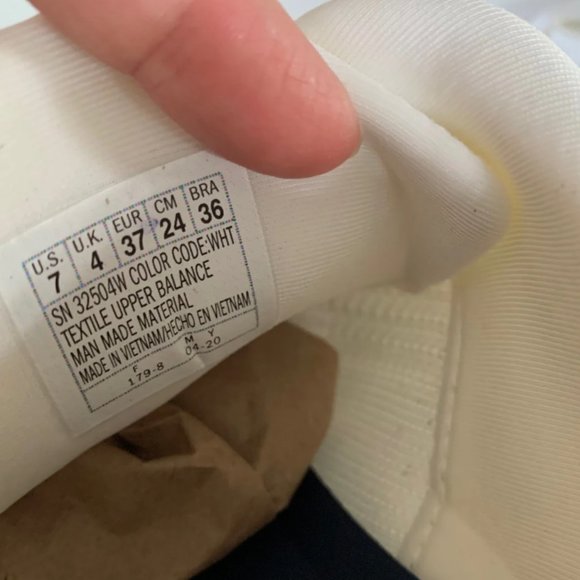 U.S. U.K. EUR CM BRA
7 4 37 24 36
SN 32504W COLOR CODE:WHT
TEXTILE UPPER BALANCE
MAN MADE MATERIAL
MADE IN VIETNAM/HECHO EN VIETNAM
F M Y
179-8 04-20